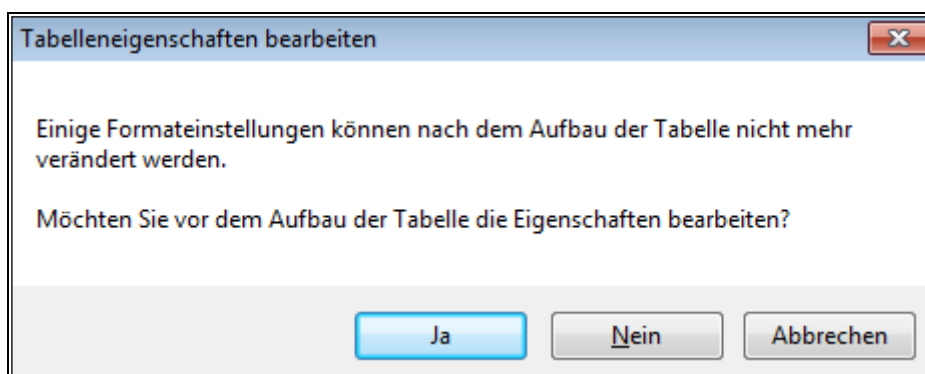 Tabelleneigenschaften bearbeiten
Einige Formateinstellungen können nach dem Aufbau der Tabelle nicht mehr
verändert werden.
Möchten Sie vor dem Aufbau der Tabelle die Eigenschaften bearbeiten?
Ja
Nein
Abbrechen